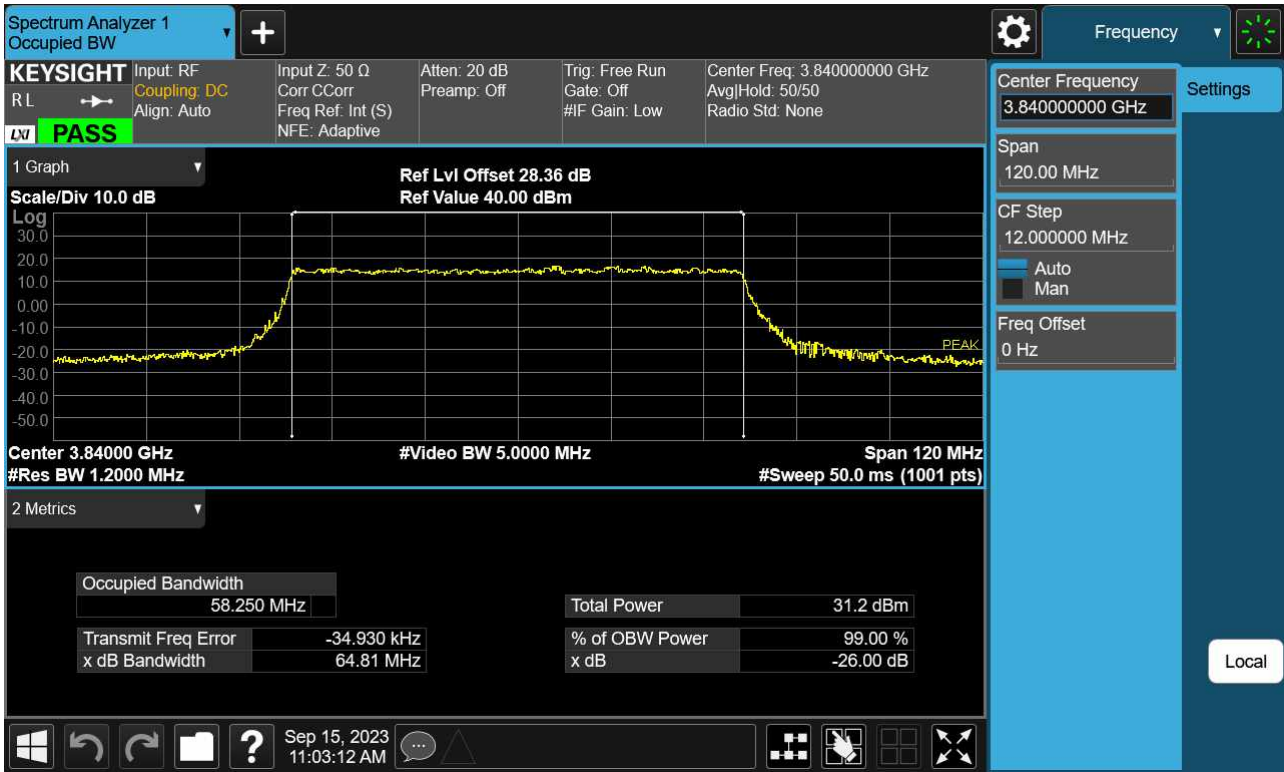 Spectrum Analyzer 1
Occupied BW
Frequency
KEYSIGHT
RL
LXI PASS
Input: RF
Coupling: DC
Align: Auto
Input Z: 50 Ω
Corr CCorr
Freq Ref: Int (S)
NFE: Adaptive
Atten: 20 dB
Preamp: Off
Trig: Free Run
Gate: Off
#IF Gain: Low
Center Freq: 3.840000000 GHz
Avg|Hold: 50/50
Radio Std: None
Center Frequency
3.840000000 GHz
Settings
Span
120.00 MHz
CF Step
12.000000 MHz
Auto
Man
Freq Offset
0 Hz
Local
1 Graph
Scale/Div 10.0 dB
Ref Lvl Offset 28.36 dB
Ref Value 40.00 dBm
Log
30.0
20.0
10.0
0.00
-10.0
-20.0
-30.0
-40.0
-50.0
PEAK
Center 3.84000 GHz
#Video BW 5.0000 MHz
Span 120 MHz
#Res BW 1.2000 MHz
#Sweep 50.0 ms (1001 pts)
2 Metrics
Occupied Bandwidth
58.250 MHz
Total Power 31.2 dBm
Transmit Freq Error -34.930 kHz
% of OBW Power 99.00 %
x dB Bandwidth 64.81 MHz
x dB -26.00 dB
Sep 15, 2023
11:03:12 AM